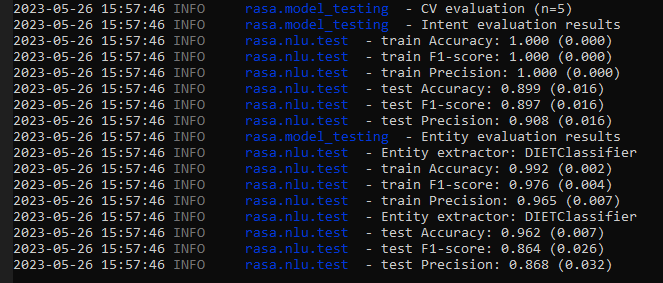 2023-05-26 15:57:46 INFO rasa.model_testing - CV evaluation (n=5)
2023-05-26 15:57:46 INFO rasa.model_testing - Intent evaluation results
2023-05-26 15:57:46 INFO rasa.nlu.test - train Accuracy: 1.000 (0.000)
2023-05-26 15:57:46 INFO rasa.nlu.test - train F1-score: 1.000 (0.000)
2023-05-26 15:57:46 INFO rasa.nlu.test - train Precision: 1.000 (0.000)
2023-05-26 15:57:46 INFO rasa.nlu.test - test Accuracy: 0.899 (0.016)
2023-05-26 15:57:46 INFO rasa.nlu.test - test F1-score: 0.897 (0.016)
2023-05-26 15:57:46 INFO rasa.nlu.test - test Precision: 0.908 (0.016)
2023-05-26 15:57:46 INFO rasa.model_testing - Entity evaluation results
2023-05-26 15:57:46 INFO rasa.nlu.test - Entity extractor: DIETClassifier
2023-05-26 15:57:46 INFO rasa.nlu.test - train Accuracy: 0.992 (0.002)
2023-05-26 15:57:46 INFO rasa.nlu.test - train F1-score: 0.976 (0.004)
2023-05-26 15:57:46 INFO rasa.nlu.test - train Precision: 0.965 (0.007)
2023-05-26 15:57:46 INFO rasa.nlu.test - Entity extractor: DIETClassifier
2023-05-26 15:57:46 INFO rasa.nlu.test - test Accuracy: 0.962 (0.007)
2023-05-26 15:57:46 INFO rasa.nlu.test - test F1-score: 0.864 (0.026)
2023-05-26 15:57:46 INFO rasa.nlu.test - test Precision: 0.868 (0.032)